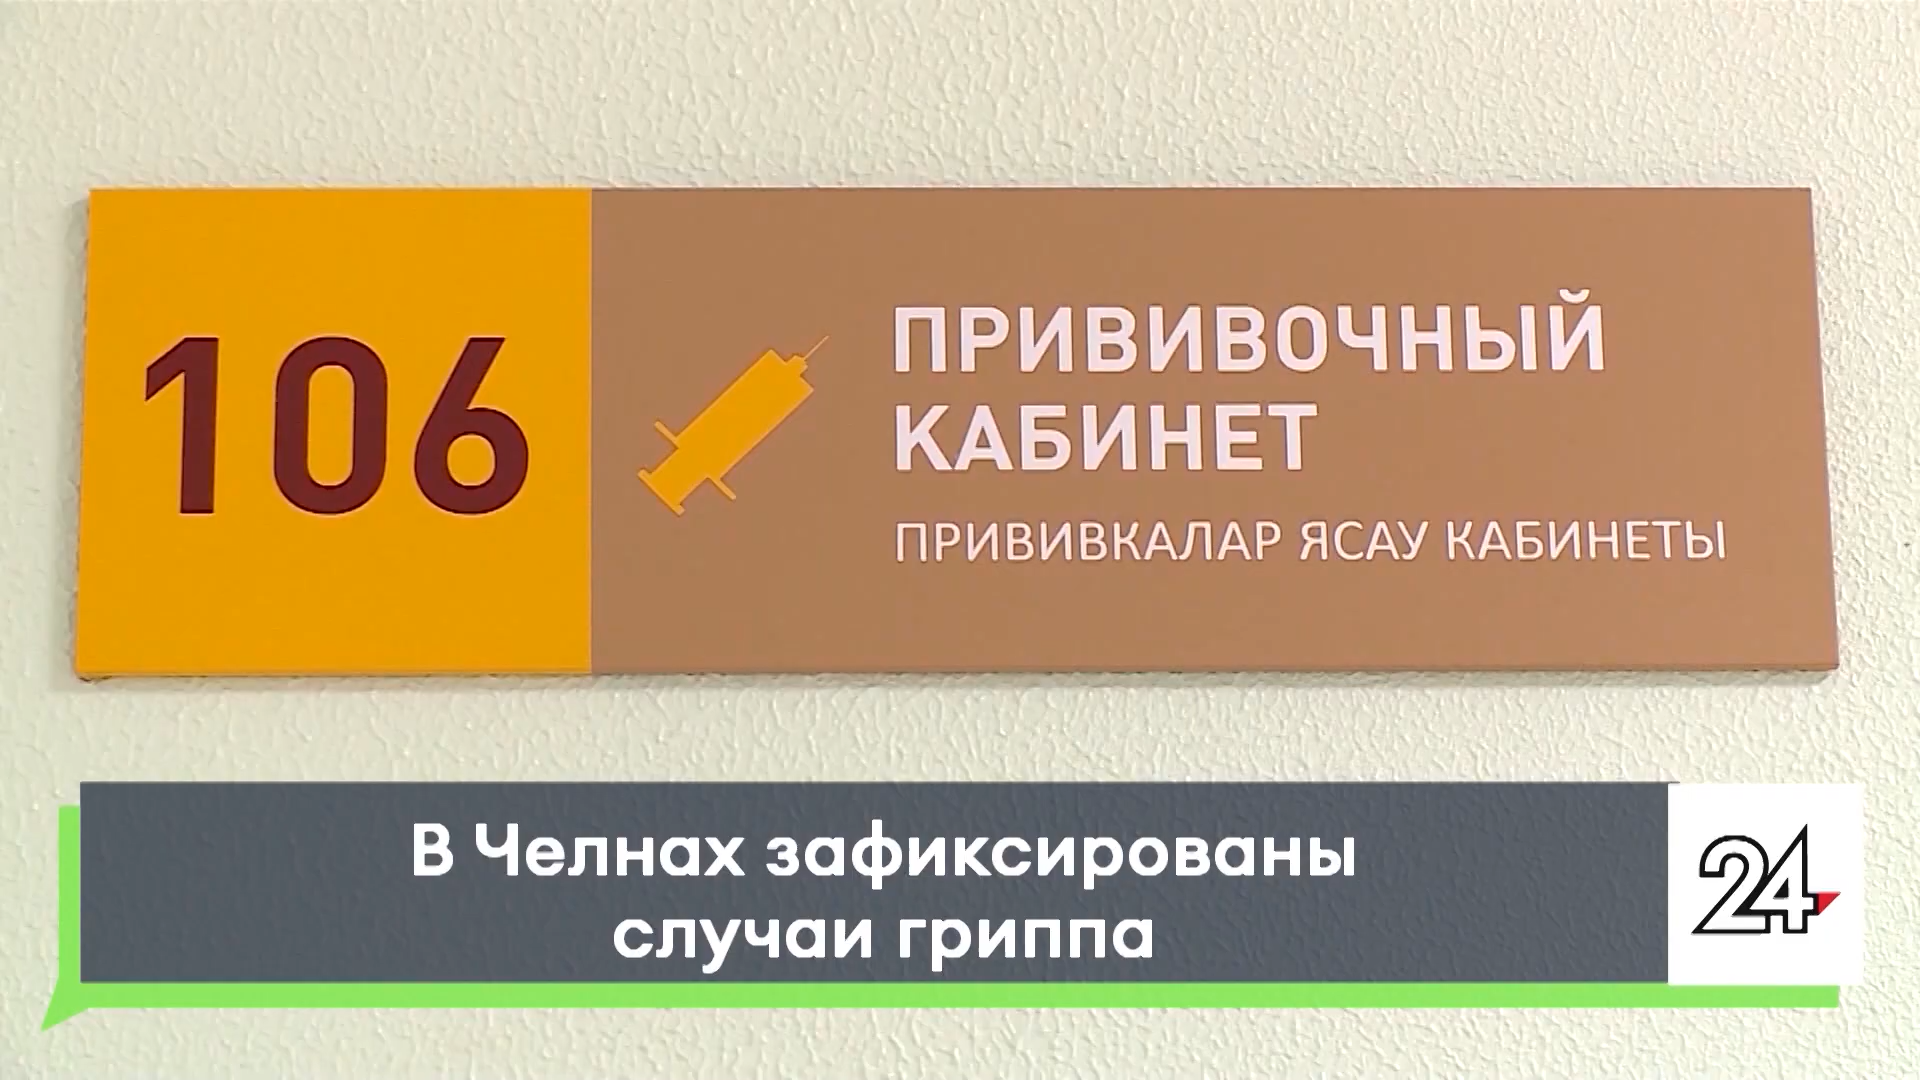 106
ПРИВИВОЧНЫЙ
КАБИНЕТ
ПРИВИВКАЛАР ЯСАУ КАБИНЕТЫ
В Челнах зафиксированы
случаи гриппа
24